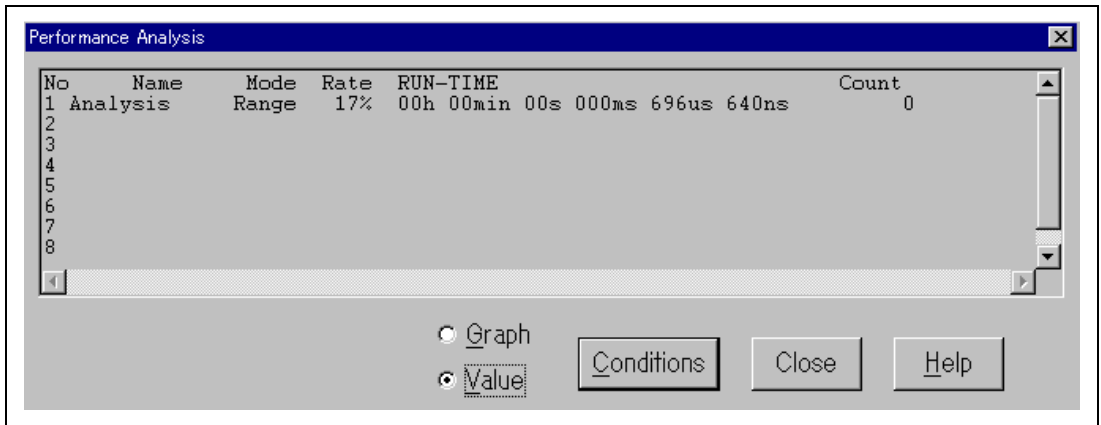 Performance Analysis
No Name Mode Rate RUN-TIME Count
1 Analysis Range 17% 00h 00min 00s 000ms 696us 640ns 0
2
3
4
5
6
7
8
Graph
Value
Conditions
Close
Help